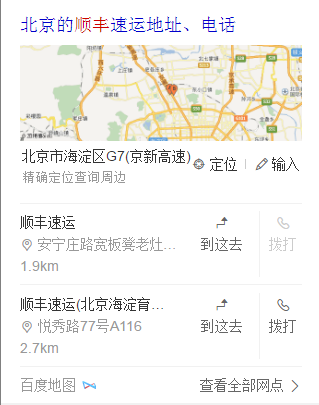 北京的顺丰速运地址、电话
北京市海淀区G7(京新高速)
定位
输入
精确定位查询周边
顺丰速运
安宁庄路宽板凳老灶...
1.9km
到这去
拨打
顺丰速运(北京海淀育...
悦秀路77号A116
2.7km
到这去
拨打
百度地图
查看全部网点